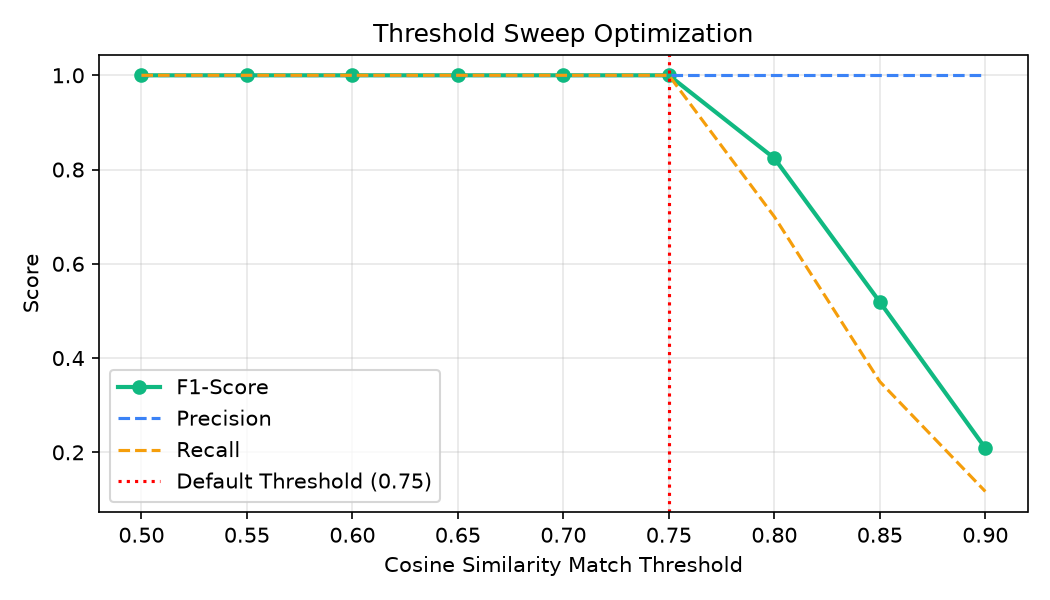 Threshold Sweep Optimization
Score
1.0
0.8
0.6
0.4
0.2
F1-Score
Precision
Recall
Default Threshold (0.75)
0.50 0.55 0.60 0.65 0.70 0.75 0.80 0.85 0.90
Cosine Similarity Match Threshold